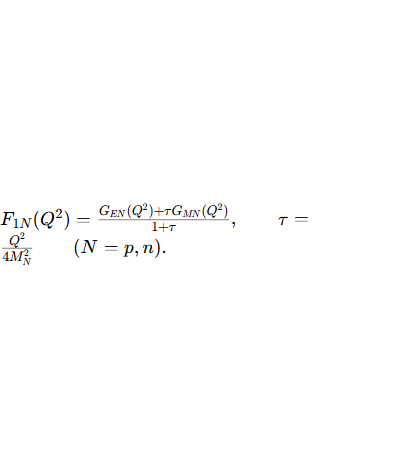 $F_{1N}(Q^2) = \frac{G_{EN}(Q^2)+\tau G_{MN}(Q^2)}{1+\tau}, \qquad \tau =$
$\frac{Q^2}{4M_N^2} \qquad (N = p, n).$